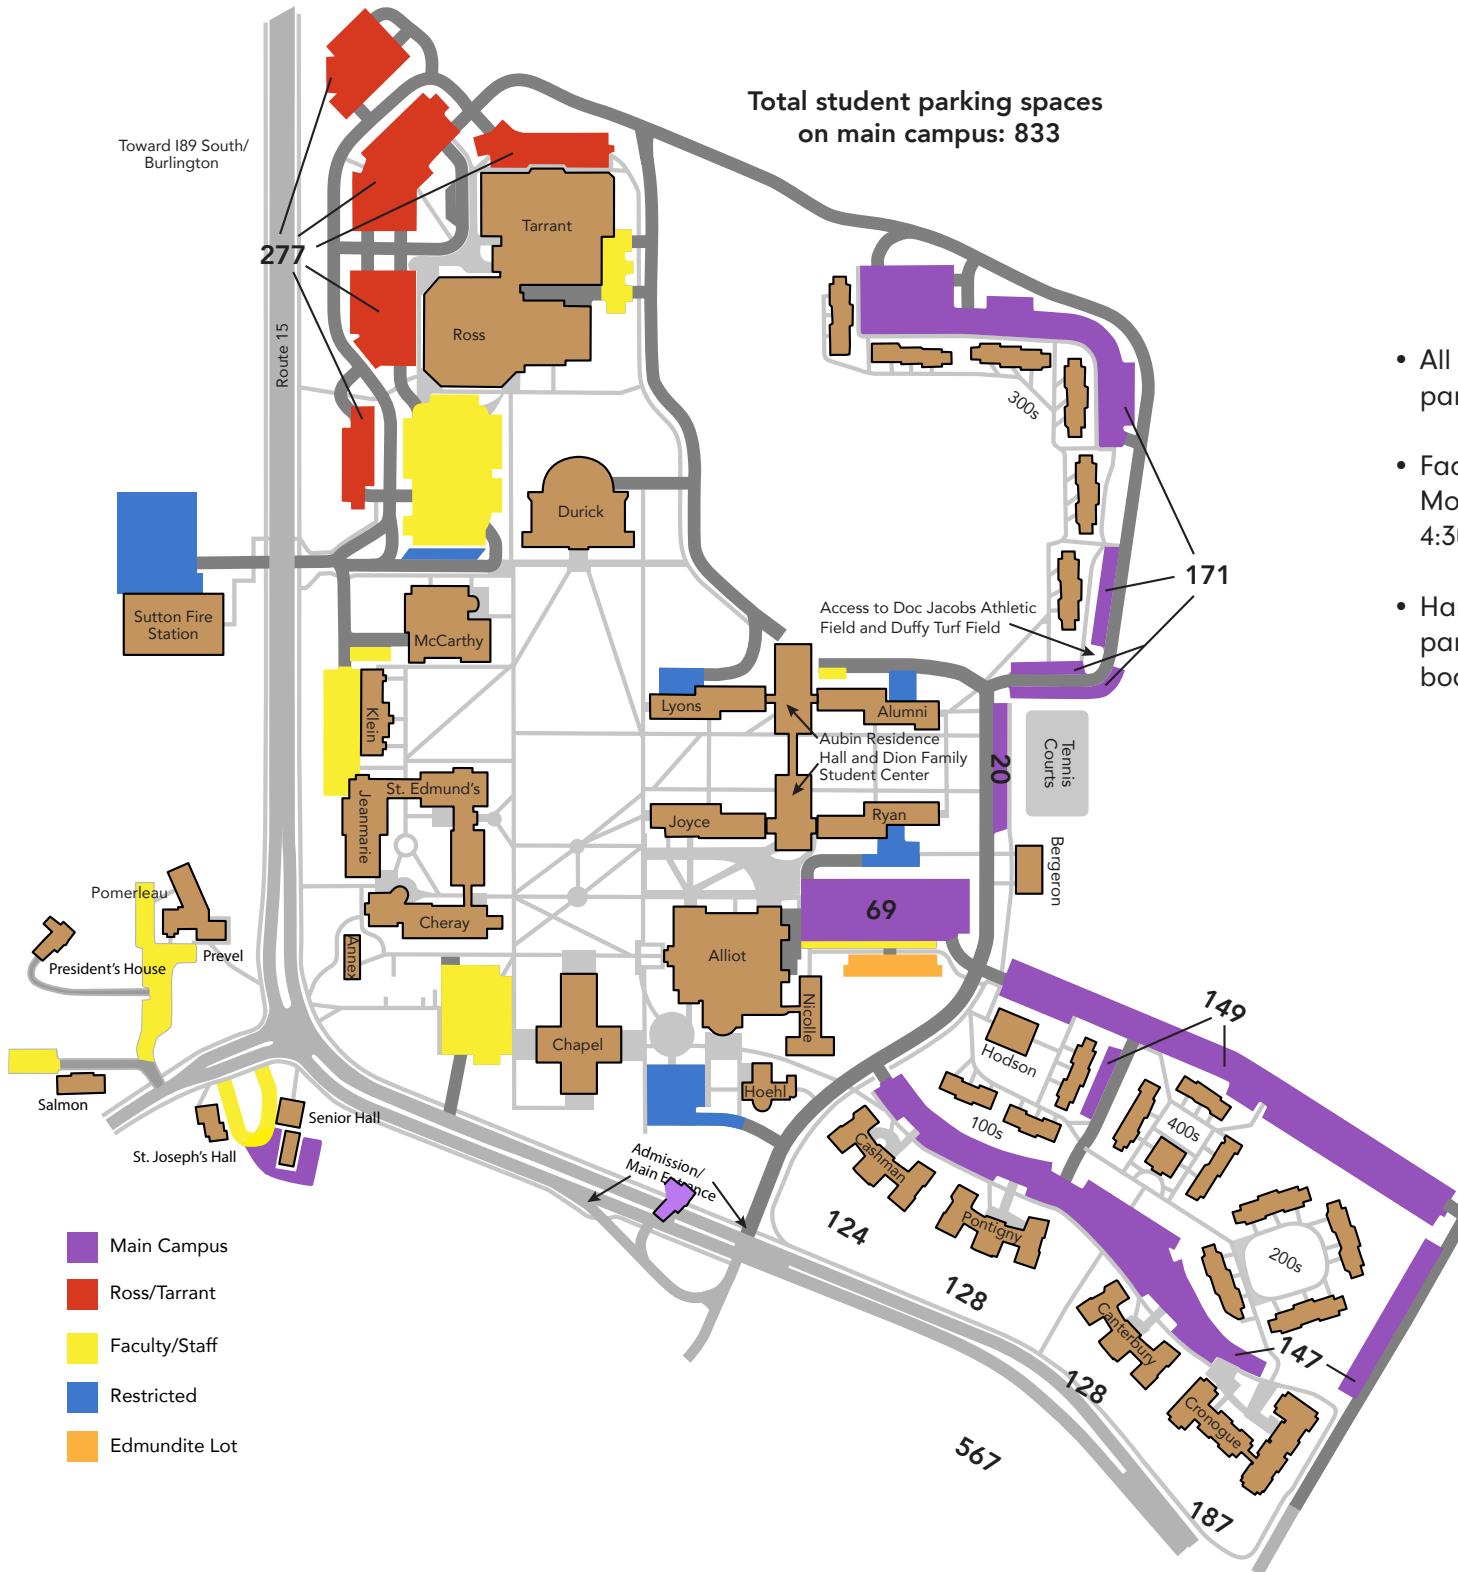 Total student parking spaces
on main campus: 833
Toward I89 South/
Burlington
277
Route 15
Tarrant
Ross
300s
Durick
171
Sutton Fire
Station
McCarthy
Access to Doc Jacobs Athletic
Field and Duffy Turf Field
Klein
Lyons
Alumni
Aubin Residence
Hall and Dion Family
Student Center
20
Tennis
Courts
St. Edmund's
Jeanmarie
Joyce
Ryan
Bergeron
Pomerleau
69
Cheray
President's House
Prevel
Annex
Alliot
Nicolle
Chapel
149
Hodson
Hoehl
Salmon
Senior Hall
St. Joseph's Hall
100s
400s
Cashman
Admission/
Main Entrance
Pontigny
124
200s
128
Canterbury
147
128
Cronogue
567
187
Main Campus
Ross/Tarrant
Faculty/Staff
Restricted
Edmundite Lot
• All
par
• Fac
Mo
4:30
• Har
par
boo